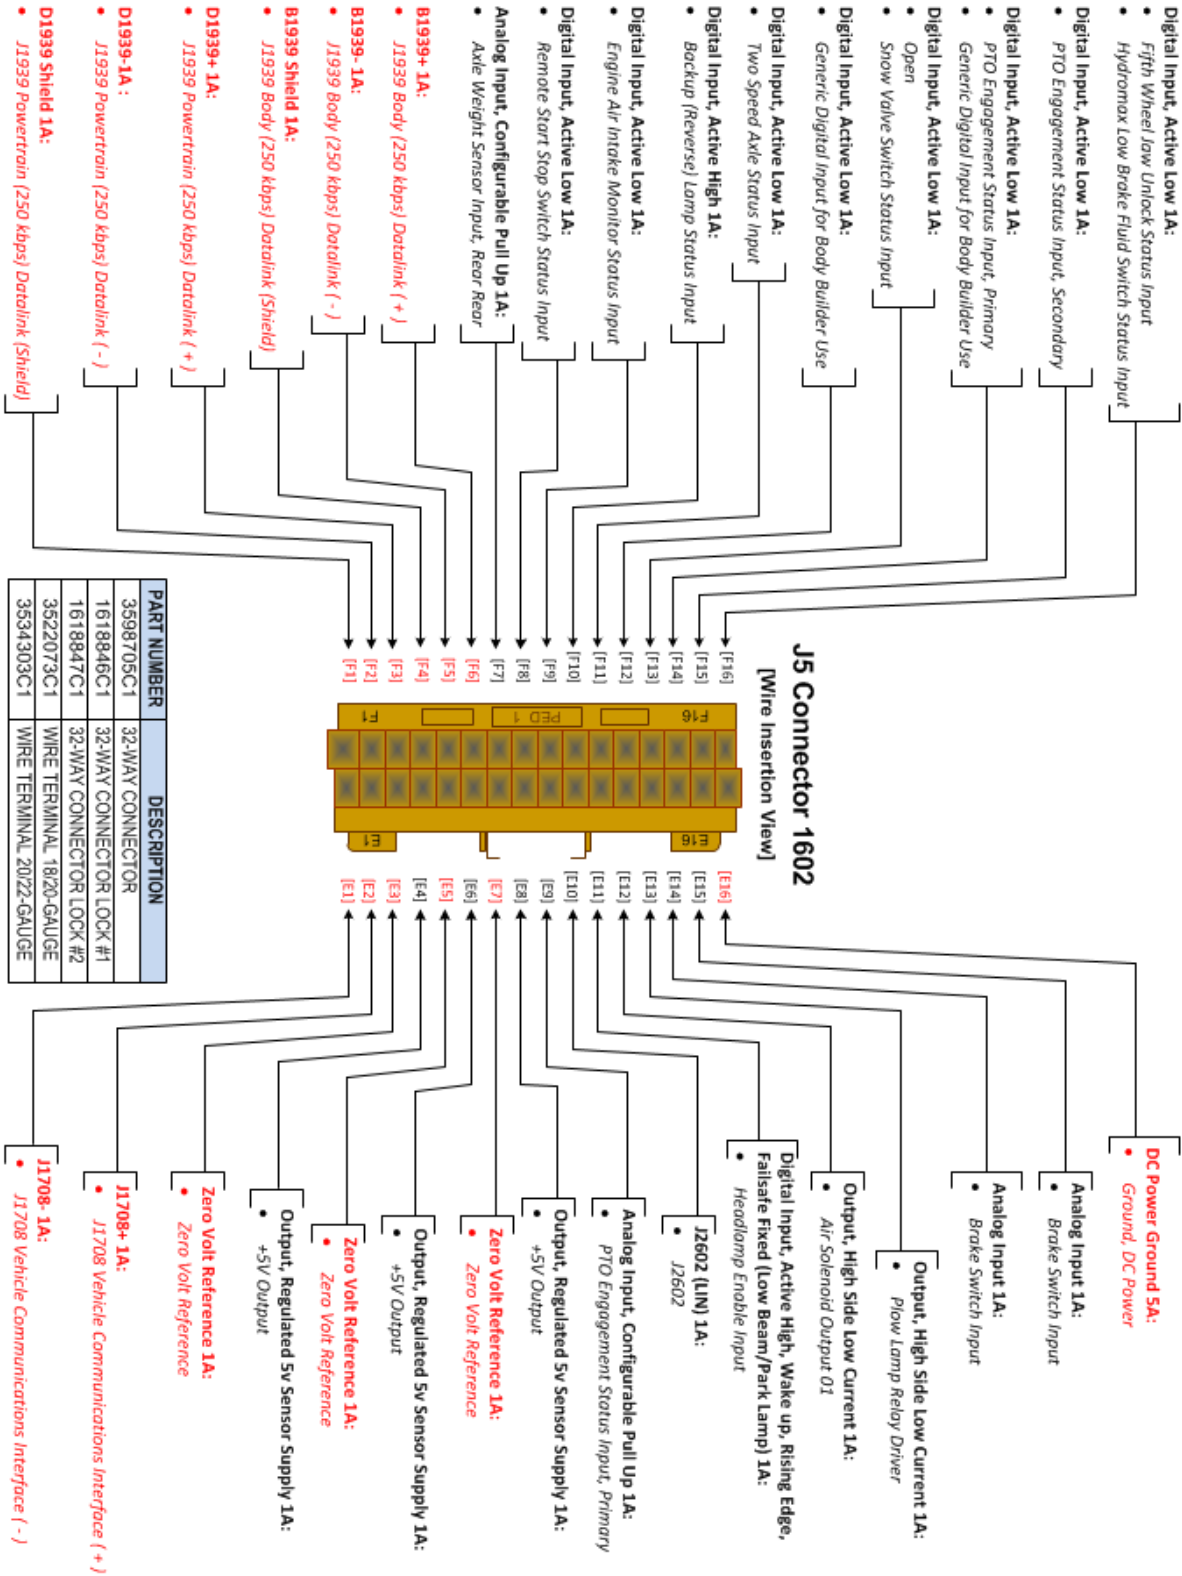 Digital Input, Active Low 1A:
• Fifth Wheel Jaw Unlock Status Input
• Hydromax Low Brake Fluid Switch Status Input
Digital Input, Active Low 1A:
• PTO Engagement Status Input, Secondary
Digital Input, Active Low 1A:
• PTO Engagement Status Input, Primary
• Generic Digital Input for Body Builder Use
Digital Input, Active Low 1A:
• Open
• Snow Valve Switch Status Input
Digital Input, Active Low 1A:
• Generic Digital Input for Body Builder Use
Digital Input, Active Low 1A:
• Two Speed Axle Status Input
Digital Input, Active High 1A:
• Backup (Reverse) Lamp Status Input
Digital Input, Active Low 1A:
• Engine Air Intake Monitor Status Input
Digital Input, Active Low 1A:
• Remote Start Stop Switch Status Input
Analog Input, Configurable Pull Up 1A:
• Axle Weight Sensor Input, Rear Rear
B1939+ 1A:
• J1939 Body (250 kbps) Datalink ( + )
B1939- 1A:
• J1939 Body (250 kbps) Datalink ( - )
B1939 Shield 1A:
• J1939 Body (250 kbps) Datalink (Shield)
D1939+ 1A:
• J1939 Powertrain (250 kbps) Datalink ( + )
D1939-1A :
• J1939 Powertrain (250 kbps) Datalink ( - )
D1939 Shield 1A:
• J1939 Powertrain (250 kbps) Datalink (Shield)
J5 Connector 1602
[Wire Insertion View]
[F16]
[F15]
[F14]
[F13]
[F12]
[F11]
[F10]
[F9]
[F8]
[F7]
[F6]
[F5]
[F4]
[F3]
[F2]
[F1]
F16
PED 1
F1
E16
E1
[E16]
[E15]
[E14]
[E13]
[E12]
[E11]
[E10]
[E9]
[E8]
[E7]
[E6]
[E5]
[E4]
[E3]
[E2]
[E1]
DC Power Ground 5A:
• Ground, DC Power
Analog Input 1A:
• Brake Switch Input
Analog Input 1A:
• Brake Switch Input
Output, High Side Low Current 1A:
• Plow Lamp Relay Driver
Output, High Side Low Current 1A:
• Air Solenoid Output 01
Digital Input, Active High, Wake up, Rising Edge,
Failsafe Fixed (Low Beam/Park Lamp) 1A:
• Headlamp Enable Input
J2602 (LIN) 1A:
• J2602
Analog Input, Configurable Pull Up 1A:
• PTO Engagement Status Input, Primary
Output, Regulated 5v Sensor Supply 1A:
• +5V Output
Zero Volt Reference 1A:
• Zero Volt Reference
Output, Regulated 5v Sensor Supply 1A:
• +5V Output
Zero Volt Reference 1A:
• Zero Volt Reference
Output, Regulated 5v Sensor Supply 1A:
• +5V Output
Zero Volt Reference 1A:
• Zero Volt Reference
J1708+ 1A:
• J1708 Vehicle Communications Interface ( + )
J1708- 1A:
• J1708 Vehicle Communications Interface ( - )
PART NUMBER DESCRIPTION
3598705C1 32-WAY CONNECTOR
1618846C1 32-WAY CONNECTOR LOCK #1
1618847C1 32-WAY CONNECTOR LOCK #2
3522073C1 WIRE TERMINAL 18/20-GAUGE
3534303C1 WIRE TERMINAL 20/22-GAUGE